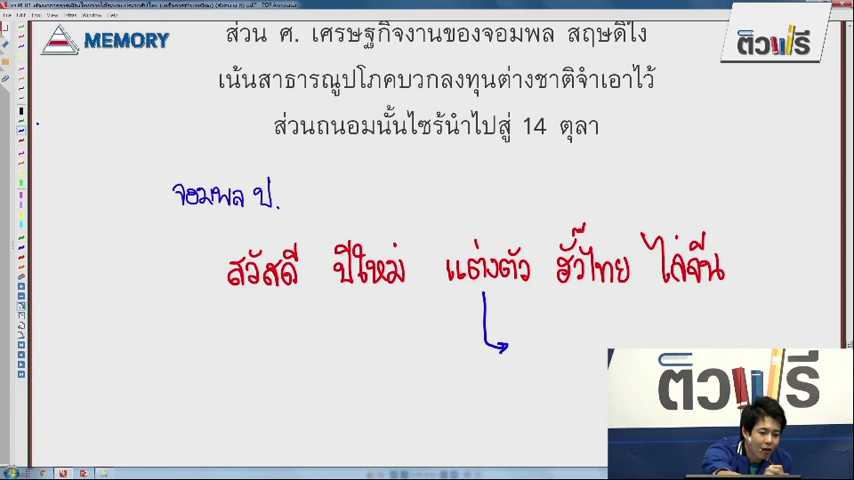 MEMORY
ส่วน ศ. เศรษฐกิจงานของจอมพล สฤษดิ์ไง
ติวฟรี
เน้นสาธารณูปโภคบวกลงทุนต่างชาติจำเอาไว้
ส่วนถนอมนั้นไซร้นำไปสู่ 14 ตุลา
จอมพล ป.
สวัสดี ปีใหม่ แต่งตัว ฮั๊วไทย ไล่จีน
ติวฟรี